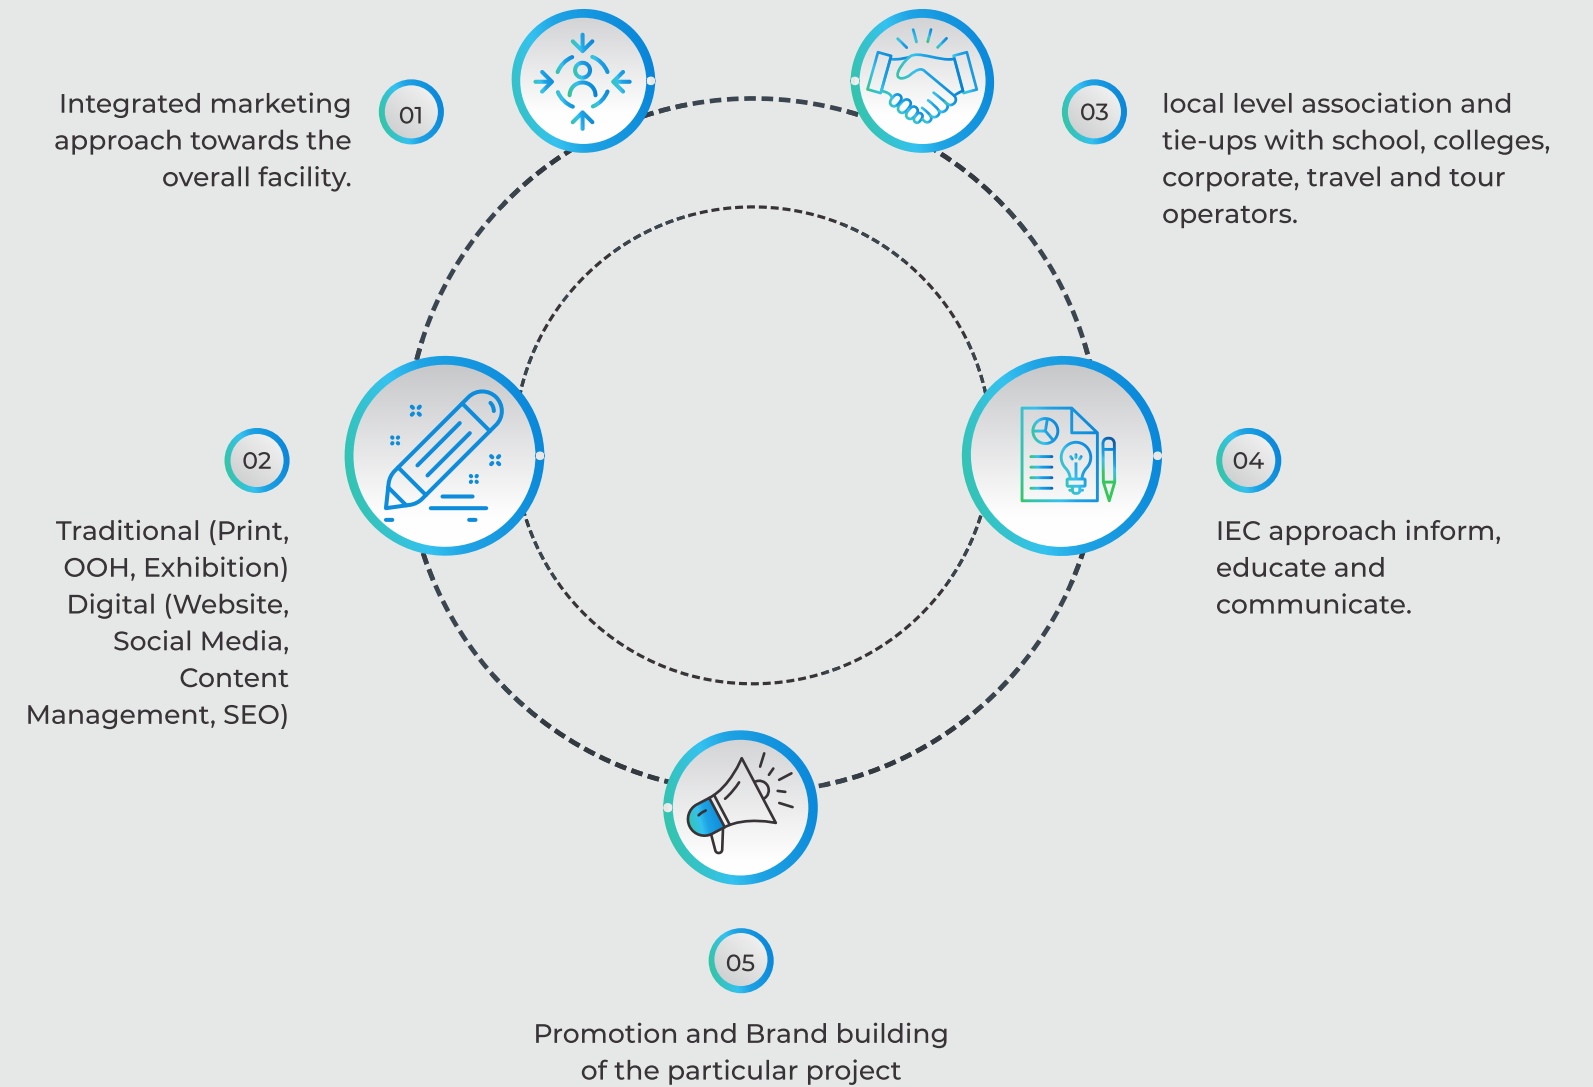 01
Integrated marketing
approach towards the
overall facility.
02
Traditional (Print,
OOH, Exhibition)
Digital (Website,
Social Media,
Content
Management, SEO)
03
local level association and
tie-ups with school, colleges,
corporate, travel and tour
operators.
04
IEC approach inform,
educate and
communicate.
05
Promotion and Brand building
of the particular project